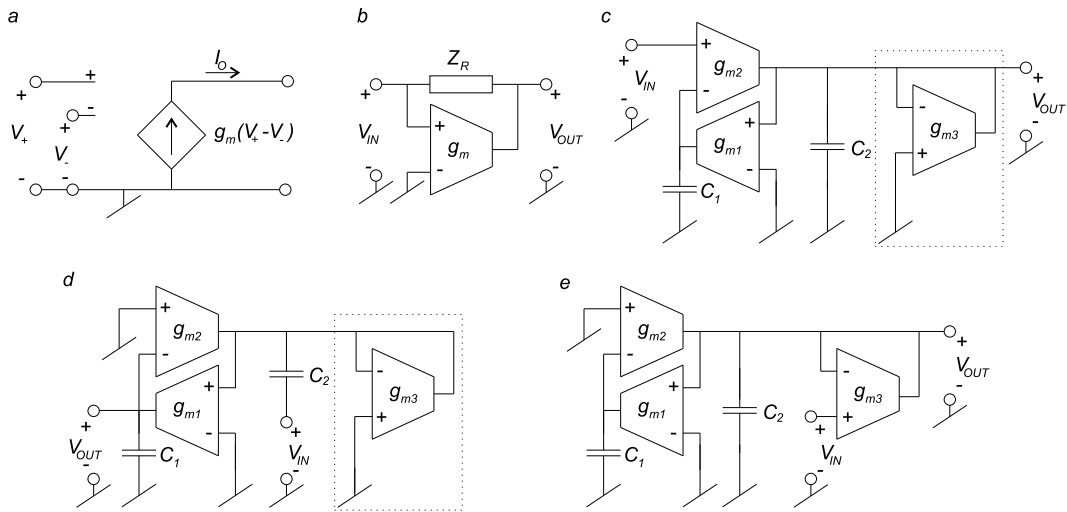 a
b
c
d
e
I_O
+
-
+
V_+
+
-
V_-
-
-
g_m(V_+-V_-)
Z_R
+
V_IN
-
+
g_m
-
+
V_OUT
-
+
V_IN
-
+
g_m2
-
+
g_m1
-
C_1
C_2
-
g_m3
+
+
V_OUT
-
+
g_m2
-
+
g_m1
-
+
V_OUT
-
C_1
C_2
+
V_IN
-
-
g_m3
+
+
g_m2
-
+
g_m1
-
C_1
C_2
-
g_m3
+
+
V_IN
-
+
V_OUT
-